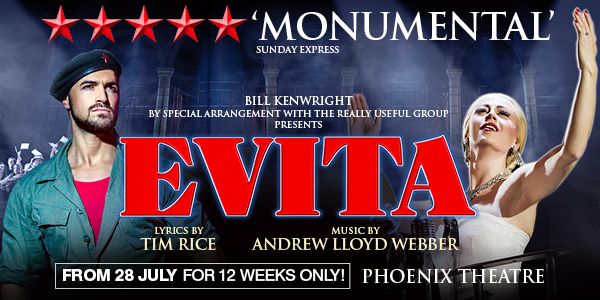 'MONUMENTAL'
SUNDAY EXPRESS
BILL KENWRIGHT
BY SPECIAL ARRANGEMENT WITH THE REALLY USEFUL GROUP
PRESENTS
EVITA
LYRICS BY
TIM RICE
MUSIC BY
ANDREW LLOYD WEBBER
FROM 28 JULY FOR 12 WEEKS ONLY!
PHOENIX THEATRE